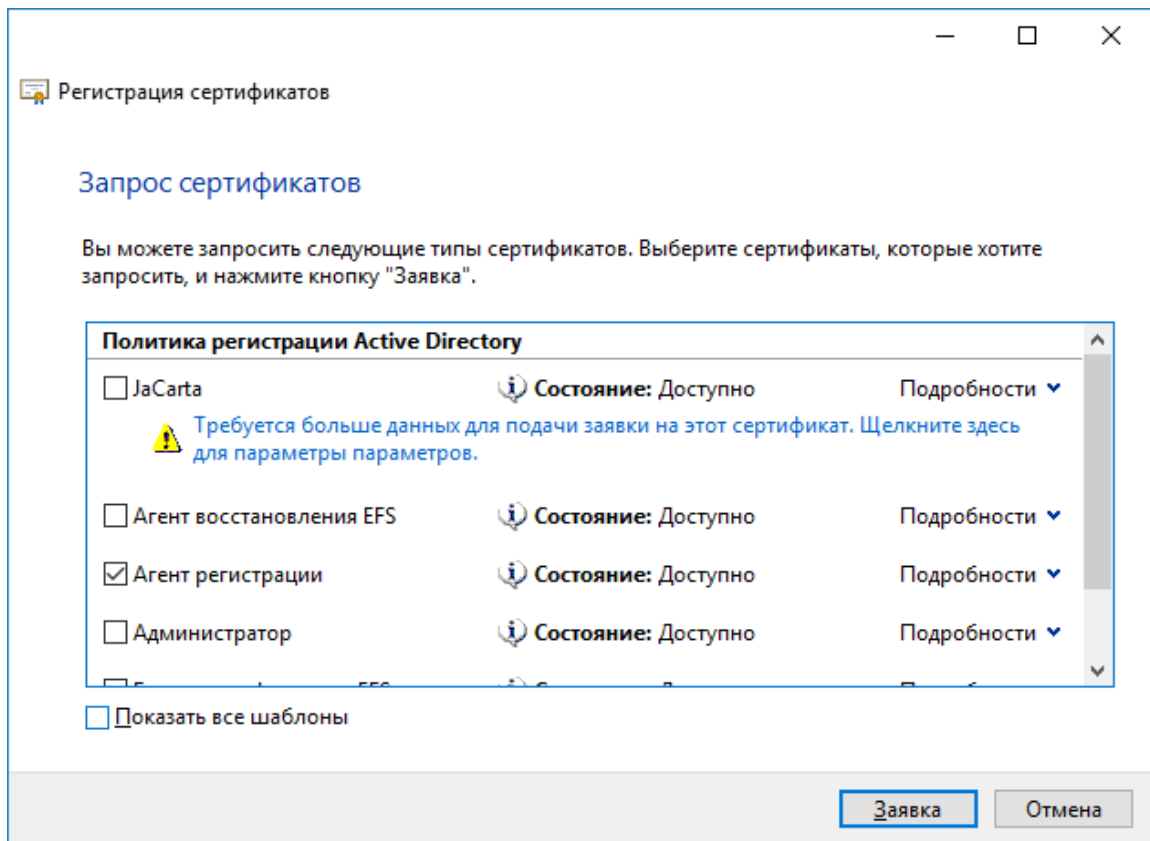 Регистрация сертификатов
Запрос сертификатов
Вы можете запросить следующие типы сертификатов. Выберите сертификаты, которые хотите
запросить, и нажмите кнопку "Заявка".
Политика регистрации Active Directory
JaCarta Состояние: Доступно Подробности
Требуется больше данных для подачи заявки на этот сертификат. Щелкните здесь
для параметры параметров.
Агент восстановления EFS Состояние: Доступно Подробности
Агент регистрации Состояние: Доступно Подробности
Администратор Состояние: Доступно Подробности
Показать все шаблоны
Заявка Отмена